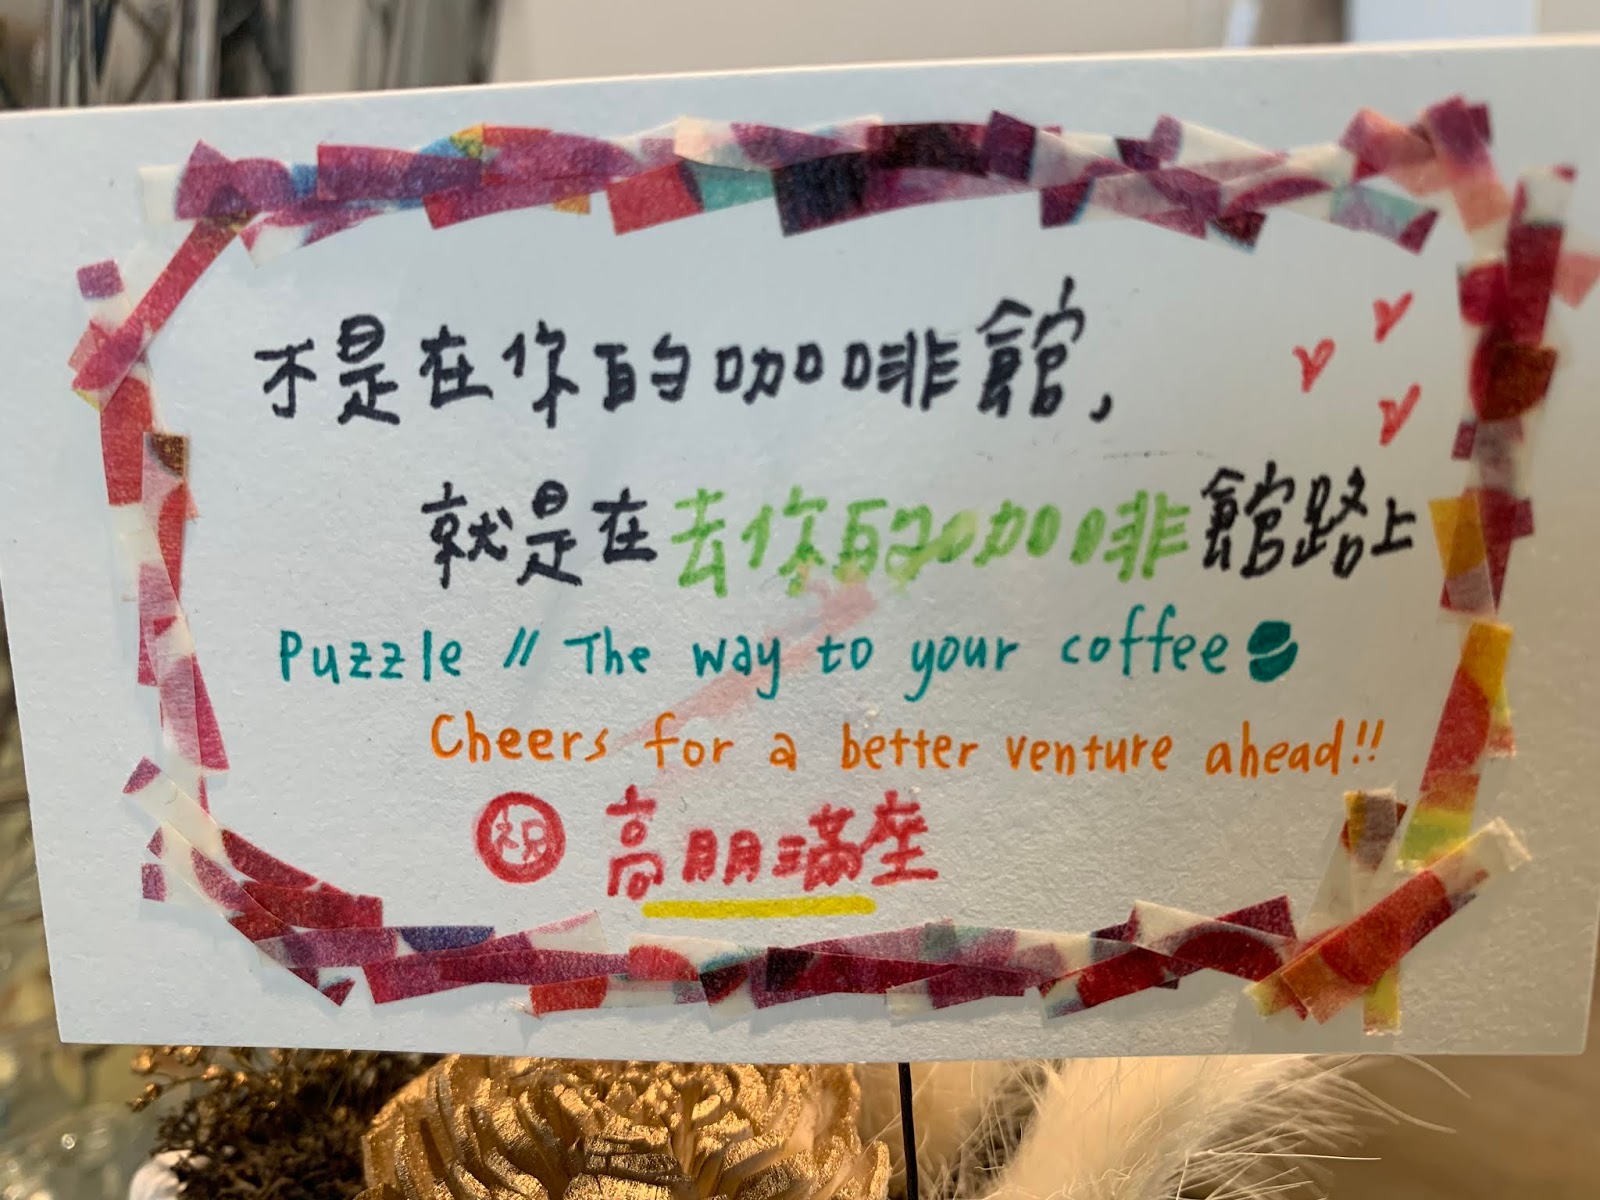 不是在你的咖啡館,
就是在去你的咖啡館路上
Puzzle // The way to your coffee
Cheers for a better venture ahead!!
祝 高朋滿座